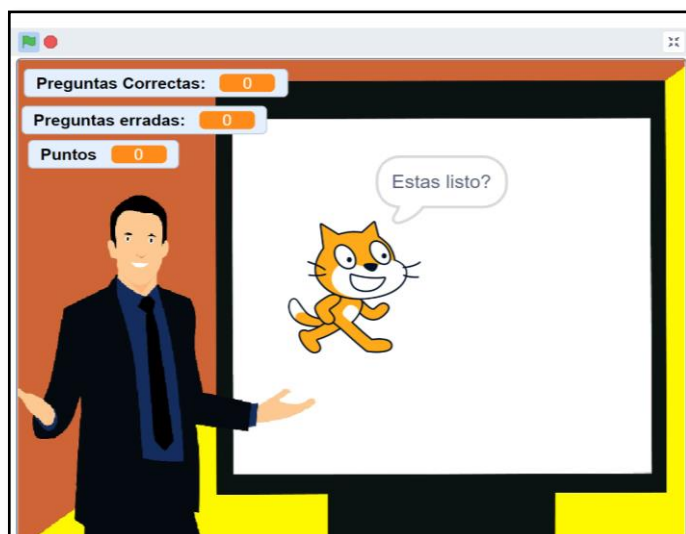 Preguntas Correctas: 0
Preguntas erradas: 0
Puntos 0
Estas listo?